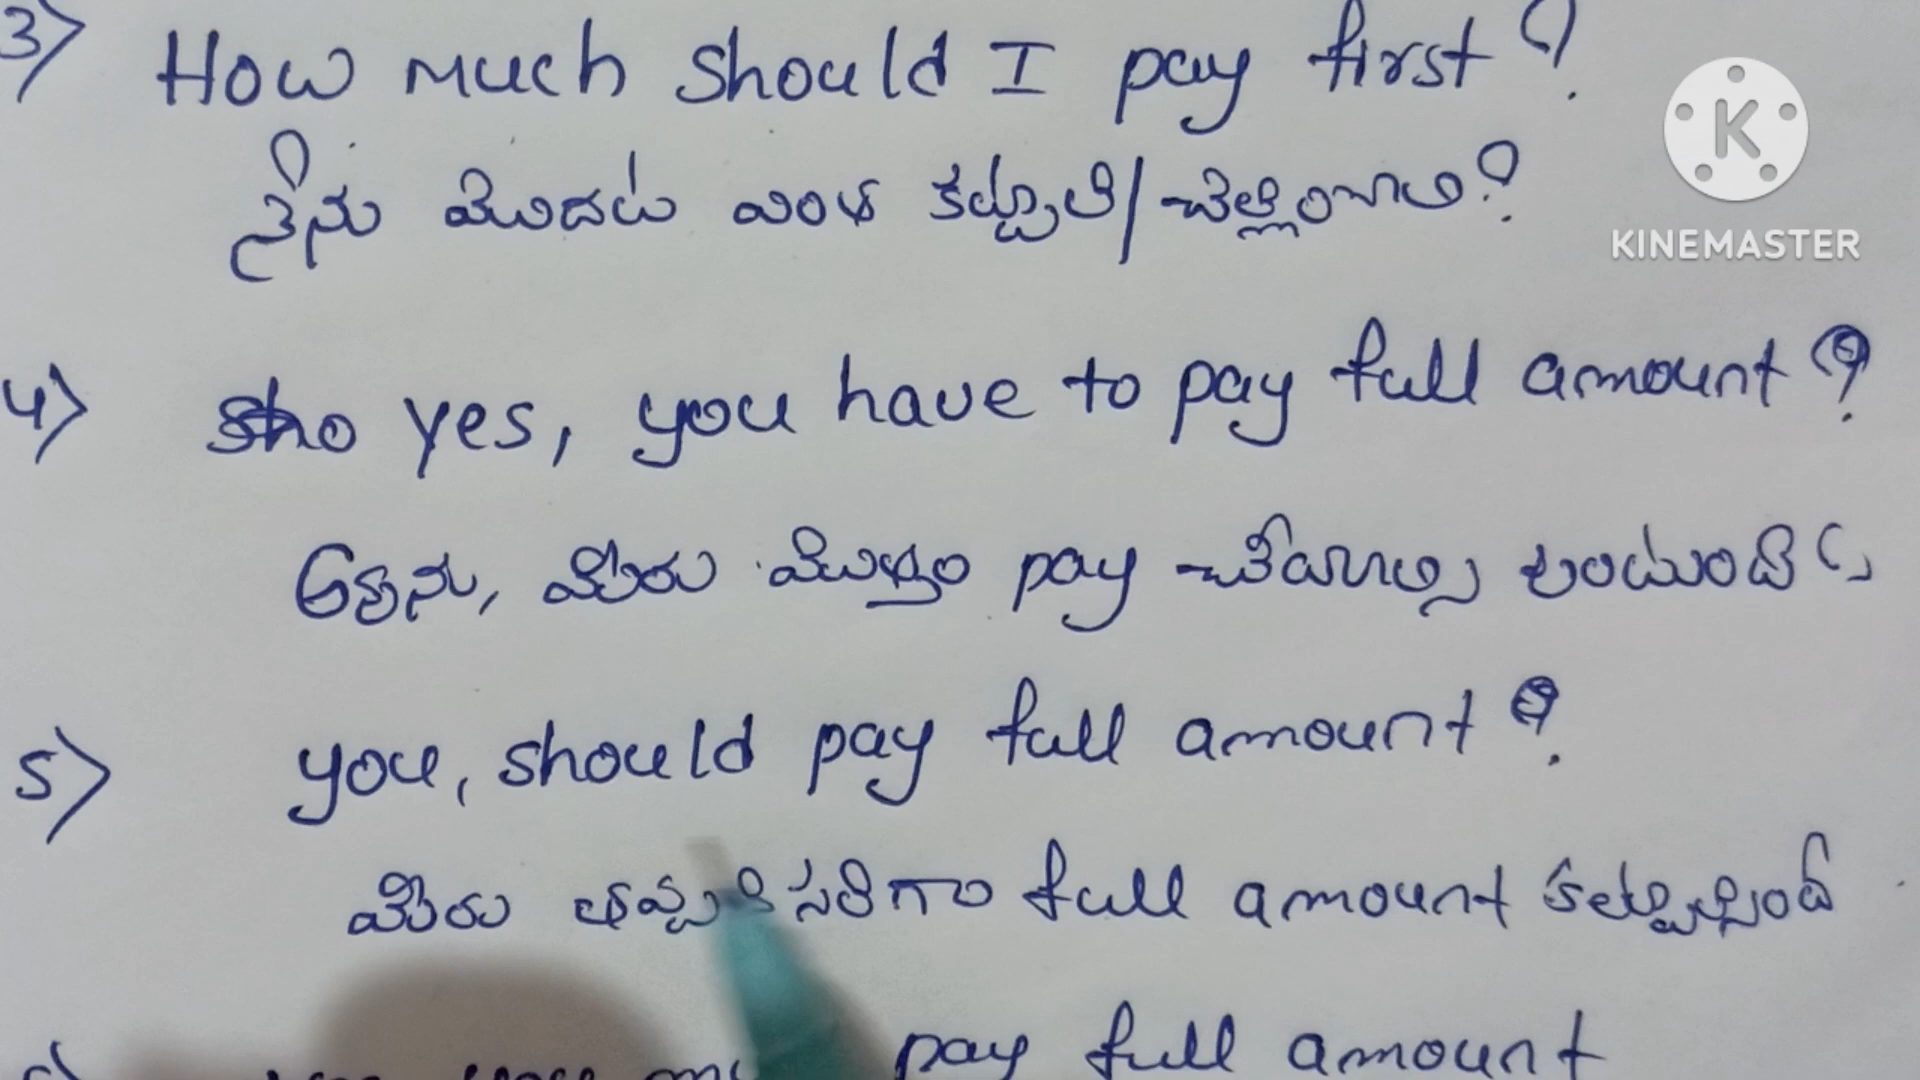 3) How much should I pay first?
నేను మొదట ఎంత కట్టాలి/చెల్లించాలి?
KINEMASTER
4) yes, you have to pay full amount?
అవును, మీరు మొత్తం pay చేయాల్సి ఉంటుంది
5) you, should pay full amount?
మీరు తప్పనిసరిగా full amount కట్టాల్సింది
pay full amount